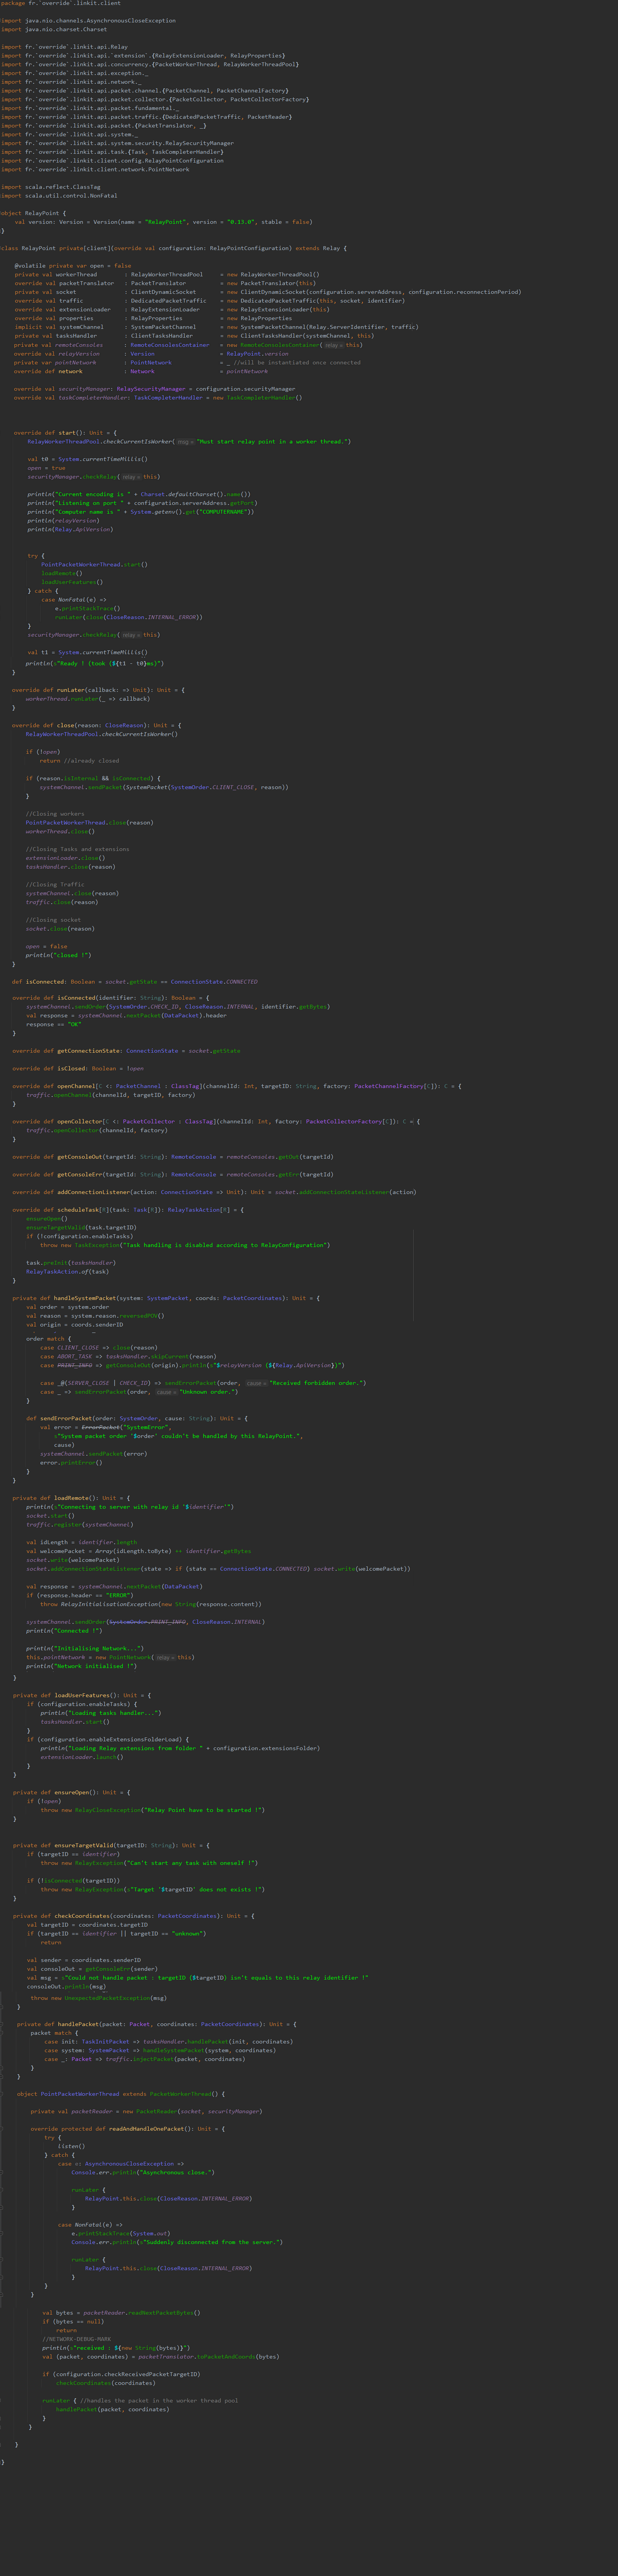 package fr.`override`.linkit.client
import java.nio.channels.AsynchronousCloseException
import java.nio.charset.Charset
import fr.`override`.linkit.api.Relay
import fr.`override`.linkit.api.`extension`.{RelayExtensionLoader, RelayProperties}
import fr.`override`.linkit.api.concurrency.{PacketWorkerThread, RelayWorkerThreadPool}
import fr.`override`.linkit.api.exception._
import fr.`override`.linkit.api.network._
import fr.`override`.linkit.api.packet.channel.{PacketChannel, PacketChannelFactory}
import fr.`override`.linkit.api.packet.collector.{PacketCollector, PacketCollectorFactory}
import fr.`override`.linkit.api.packet.fundamental._
import fr.`override`.linkit.api.packet.traffic.{DedicatedPacketTraffic, PacketReader}
import fr.`override`.linkit.api.packet.{PacketTranslator, _}
import fr.`override`.linkit.api.system._
import fr.`override`.linkit.api.system.security.RelaySecurityManager
import fr.`override`.linkit.api.task.{Task, TaskCompleterHandler}
import fr.`override`.linkit.client.config.RelayPointConfiguration
import fr.`override`.linkit.client.network.PointNetwork
import scala.reflect.ClassTag
import scala.util.control.NonFatal
object RelayPoint {
val version: Version = Version(name = "RelayPoint", version = "0.13.0", stable = false)
}
class RelayPoint private[client](override val configuration: RelayPointConfiguration) extends Relay {
@volatile private var open = false
private val workerThread : RelayWorkerThreadPool = new RelayWorkerThreadPool()
override val packetTranslator : PacketTranslator = new PacketTranslator(this)
private val socket : ClientDynamicSocket = new ClientDynamicSocket(configuration.serverAddress, configuration.reconnectionPeriod)
override val traffic : DedicatedPacketTraffic = new DedicatedPacketTraffic(this, socket, identifier)
override val extensionLoader : RelayExtensionLoader = new RelayExtensionLoader(this)
override val properties : RelayProperties = new RelayProperties
implicit val systemChannel : SystemPacketChannel = new SystemPacketChannel(Relay.ServerIdentifier, traffic)
private val tasksHandler : ClientTasksHandler = new ClientTasksHandler(systemChannel, this)
private val remoteConsoles : RemoteConsolesContainer = new RemoteConsolesContainer( relay = this)
override val relayVersion : Version = RelayPoint.version
private var pointNetwork : PointNetwork = _ //will be instantiated once connected
override def network : Network = pointNetwork
override val securityManager: RelaySecurityManager = configuration.securityManager
override val taskCompleterHandler: TaskCompleterHandler = new TaskCompleterHandler()
override def start(): Unit = {
RelayWorkerThreadPool.checkCurrentIsWorker( msg = "Must start relay point in a worker thread.")
val t0 = System.currentTimeMillis()
open = true
securityManager.checkRelay( relay = this)
println("Current encoding is " + Charset.defaultCharset().name())
println("Listening on port " + configuration.serverAddress.getPort)
println("Computer name is " + System.getenv().get("COMPUTERNAME"))
println(relayVersion)
println(Relay.ApiVersion)
try {
PointPacketWorkerThread.start()
loadRemote()
loadUserFeatures()
} catch {
case NonFatal(e) =>
e.printStackTrace()
runLater(close(CloseReason.INTERNAL_ERROR))
}
securityManager.checkRelay( relay = this)
val t1 = System.currentTimeMillis()
println(s"Ready ! (took (${t1 - t0}ms)")
}
override def runLater(callback: => Unit): Unit = {
workerThread.runLater(_ => callback)
}
override def close(reason: CloseReason): Unit = {
RelayWorkerThreadPool.checkCurrentIsWorker()
if (!open)
return //already closed
if (reason.isInternal && isConnected) {
systemChannel.sendPacket(SystemPacket(SystemOrder.CLIENT_CLOSE, reason))
}
//Closing workers
PointPacketWorkerThread.close(reason)
workerThread.close()
//Closing Tasks and extensions
extensionLoader.close()
tasksHandler.close(reason)
//Closing Traffic
systemChannel.close(reason)
traffic.close(reason)
//Closing socket
socket.close(reason)
open = false
println("closed !")
}
def isConnected: Boolean = socket.getState == ConnectionState.CONNECTED
override def isConnected(identifier: String): Boolean = {
systemChannel.sendOrder(SystemOrder.CHECK_ID, CloseReason.INTERNAL, identifier.getBytes)
val response = systemChannel.nextPacket(DataPacket).header
response == "OK"
}
override def getConnectionState: ConnectionState = socket.getState
override def isClosed: Boolean = !open
override def openChannel[C <: PacketChannel : ClassTag](channelId: Int, targetID: String, factory: PacketChannelFactory[C]): C = {
traffic.openChannel(channelId, targetID, factory)
}
override def openCollector[C <: PacketCollector : ClassTag](channelId: Int, factory: PacketCollectorFactory[C]): C = {
traffic.openCollector(channelId, factory)
}
override def getConsoleOut(targetId: String): RemoteConsole = remoteConsoles.getOut(targetId)
override def getConsoleErr(targetId: String): RemoteConsole = remoteConsoles.getErr(targetId)
override def addConnectionListener(action: ConnectionState => Unit): Unit = socket.addConnectionStateListener(action)
override def scheduleTask[R](task: Task[R]): RelayTaskAction[R] = {
ensureOpen()
ensureTargetValid(task.targetID)
if (!configuration.enableTasks)
throw new TaskException("Task handling is disabled according to RelayConfiguration")
task.preInit(tasksHandler)
RelayTaskAction.of(task)
}
private def handleSystemPacket(system: SystemPacket, coords: PacketCoordinates): Unit = {
val order = system.order
val reason = system.reason.reversedPOV()
val origin = coords.senderID
order match {
case CLIENT_CLOSE => close(reason)
case ABORT_TASK => tasksHandler.skipCurrent(reason)
case PRINT_INFO => getConsoleOut(origin).println(s"$relayVersion (${Relay.ApiVersion})")
case _@(SERVER_CLOSE | CHECK_ID) => sendErrorPacket(order, cause = "Received forbidden order.")
case _ => sendErrorPacket(order, cause = "Unknown order.")
}
def sendErrorPacket(order: SystemOrder, cause: String): Unit = {
val error = ErrorPacket("SystemError",
s"System packet order '$order' couldn't be handled by this RelayPoint.",
cause)
systemChannel.sendPacket(error)
error.printError()
}
}
private def loadRemote(): Unit = {
println(s"Connecting to server with relay id '$identifier'")
socket.start()
traffic.register(systemChannel)
val idLength = identifier.length
val welcomePacket = Array(idLength.toByte) ++ identifier.getBytes
socket.write(welcomePacket)
socket.addConnectionStateListener(state => if (state == ConnectionState.CONNECTED) socket.write(welcomePacket))
val response = systemChannel.nextPacket(DataPacket)
if (response.header == "ERROR")
throw RelayInitialisationException(new String(response.content))
systemChannel.sendOrder(SystemOrder.PRINT_INFO, CloseReason.INTERNAL)
println("Connected !")
println("Initialising Network...")
this.pointNetwork = new PointNetwork( relay = this)
println("Network initialised !")
}
private def loadUserFeatures(): Unit = {
if (configuration.enableTasks) {
println("Loading tasks handler...")
tasksHandler.start()
}
if (configuration.enableExtensionsFolderLoad) {
println("Loading Relay extensions from folder " + configuration.extensionsFolder)
extensionLoader.launch()
}
}
private def ensureOpen(): Unit = {
if (!open)
throw new RelayCloseException("Relay Point have to be started !")
}
private def ensureTargetValid(targetID: String): Unit = {
if (targetID == identifier)
throw new RelayException("Can't start any task with oneself !")
if (!isConnected(targetID))
throw new RelayException(s"Target '$targetID' does not exists !")
}
private def checkCoordinates(coordinates: PacketCoordinates): Unit = {
val targetID = coordinates.targetID
if (targetID == identifier || targetID == "unknown")
return
val sender = coordinates.senderID
val consoleOut = getConsoleErr(sender)
val msg = s"Could not handle packet : targetID ($targetID) isn't equals to this relay identifier !"
consoleOut.println(msg)
throw new UnexpectedPacketException(msg)
}
private def handlePacket(packet: Packet, coordinates: PacketCoordinates): Unit = {
packet match {
case init: TaskInitPacket => tasksHandler.handlePacket(init, coordinates)
case system: SystemPacket => handleSystemPacket(system, coordinates)
case _: Packet => traffic.injectPacket(packet, coordinates)
}
}
object PointPacketWorkerThread extends PacketWorkerThread() {
private val packetReader = new PacketReader(socket, securityManager)
override protected def readAndHandleOnePacket(): Unit = {
try {
listen()
} catch {
case e: AsynchronousCloseException =>
Console.err.println("Asynchronous close.")
runLater {
RelayPoint.this.close(CloseReason.INTERNAL_ERROR)
}
case NonFatal(e) =>
e.printStackTrace(System.out)
Console.err.println(s"Suddenly disconnected from the server.")
runLater {
RelayPoint.this.close(CloseReason.INTERNAL_ERROR)
}
}
}
val bytes = packetReader.readNextPacketBytes()
if (bytes == null)
return
//NETWORK-DEBUG-MARK
println(s"received : ${new String(bytes)}")
val (packet, coordinates) = packetTranslator.toPacketAndCoords(bytes)
if (configuration.checkReceivedPacketTargetID)
checkCoordinates(coordinates)
runLater { //handles the packet in the worker thread pool
handlePacket(packet, coordinates)
}
}
}
}